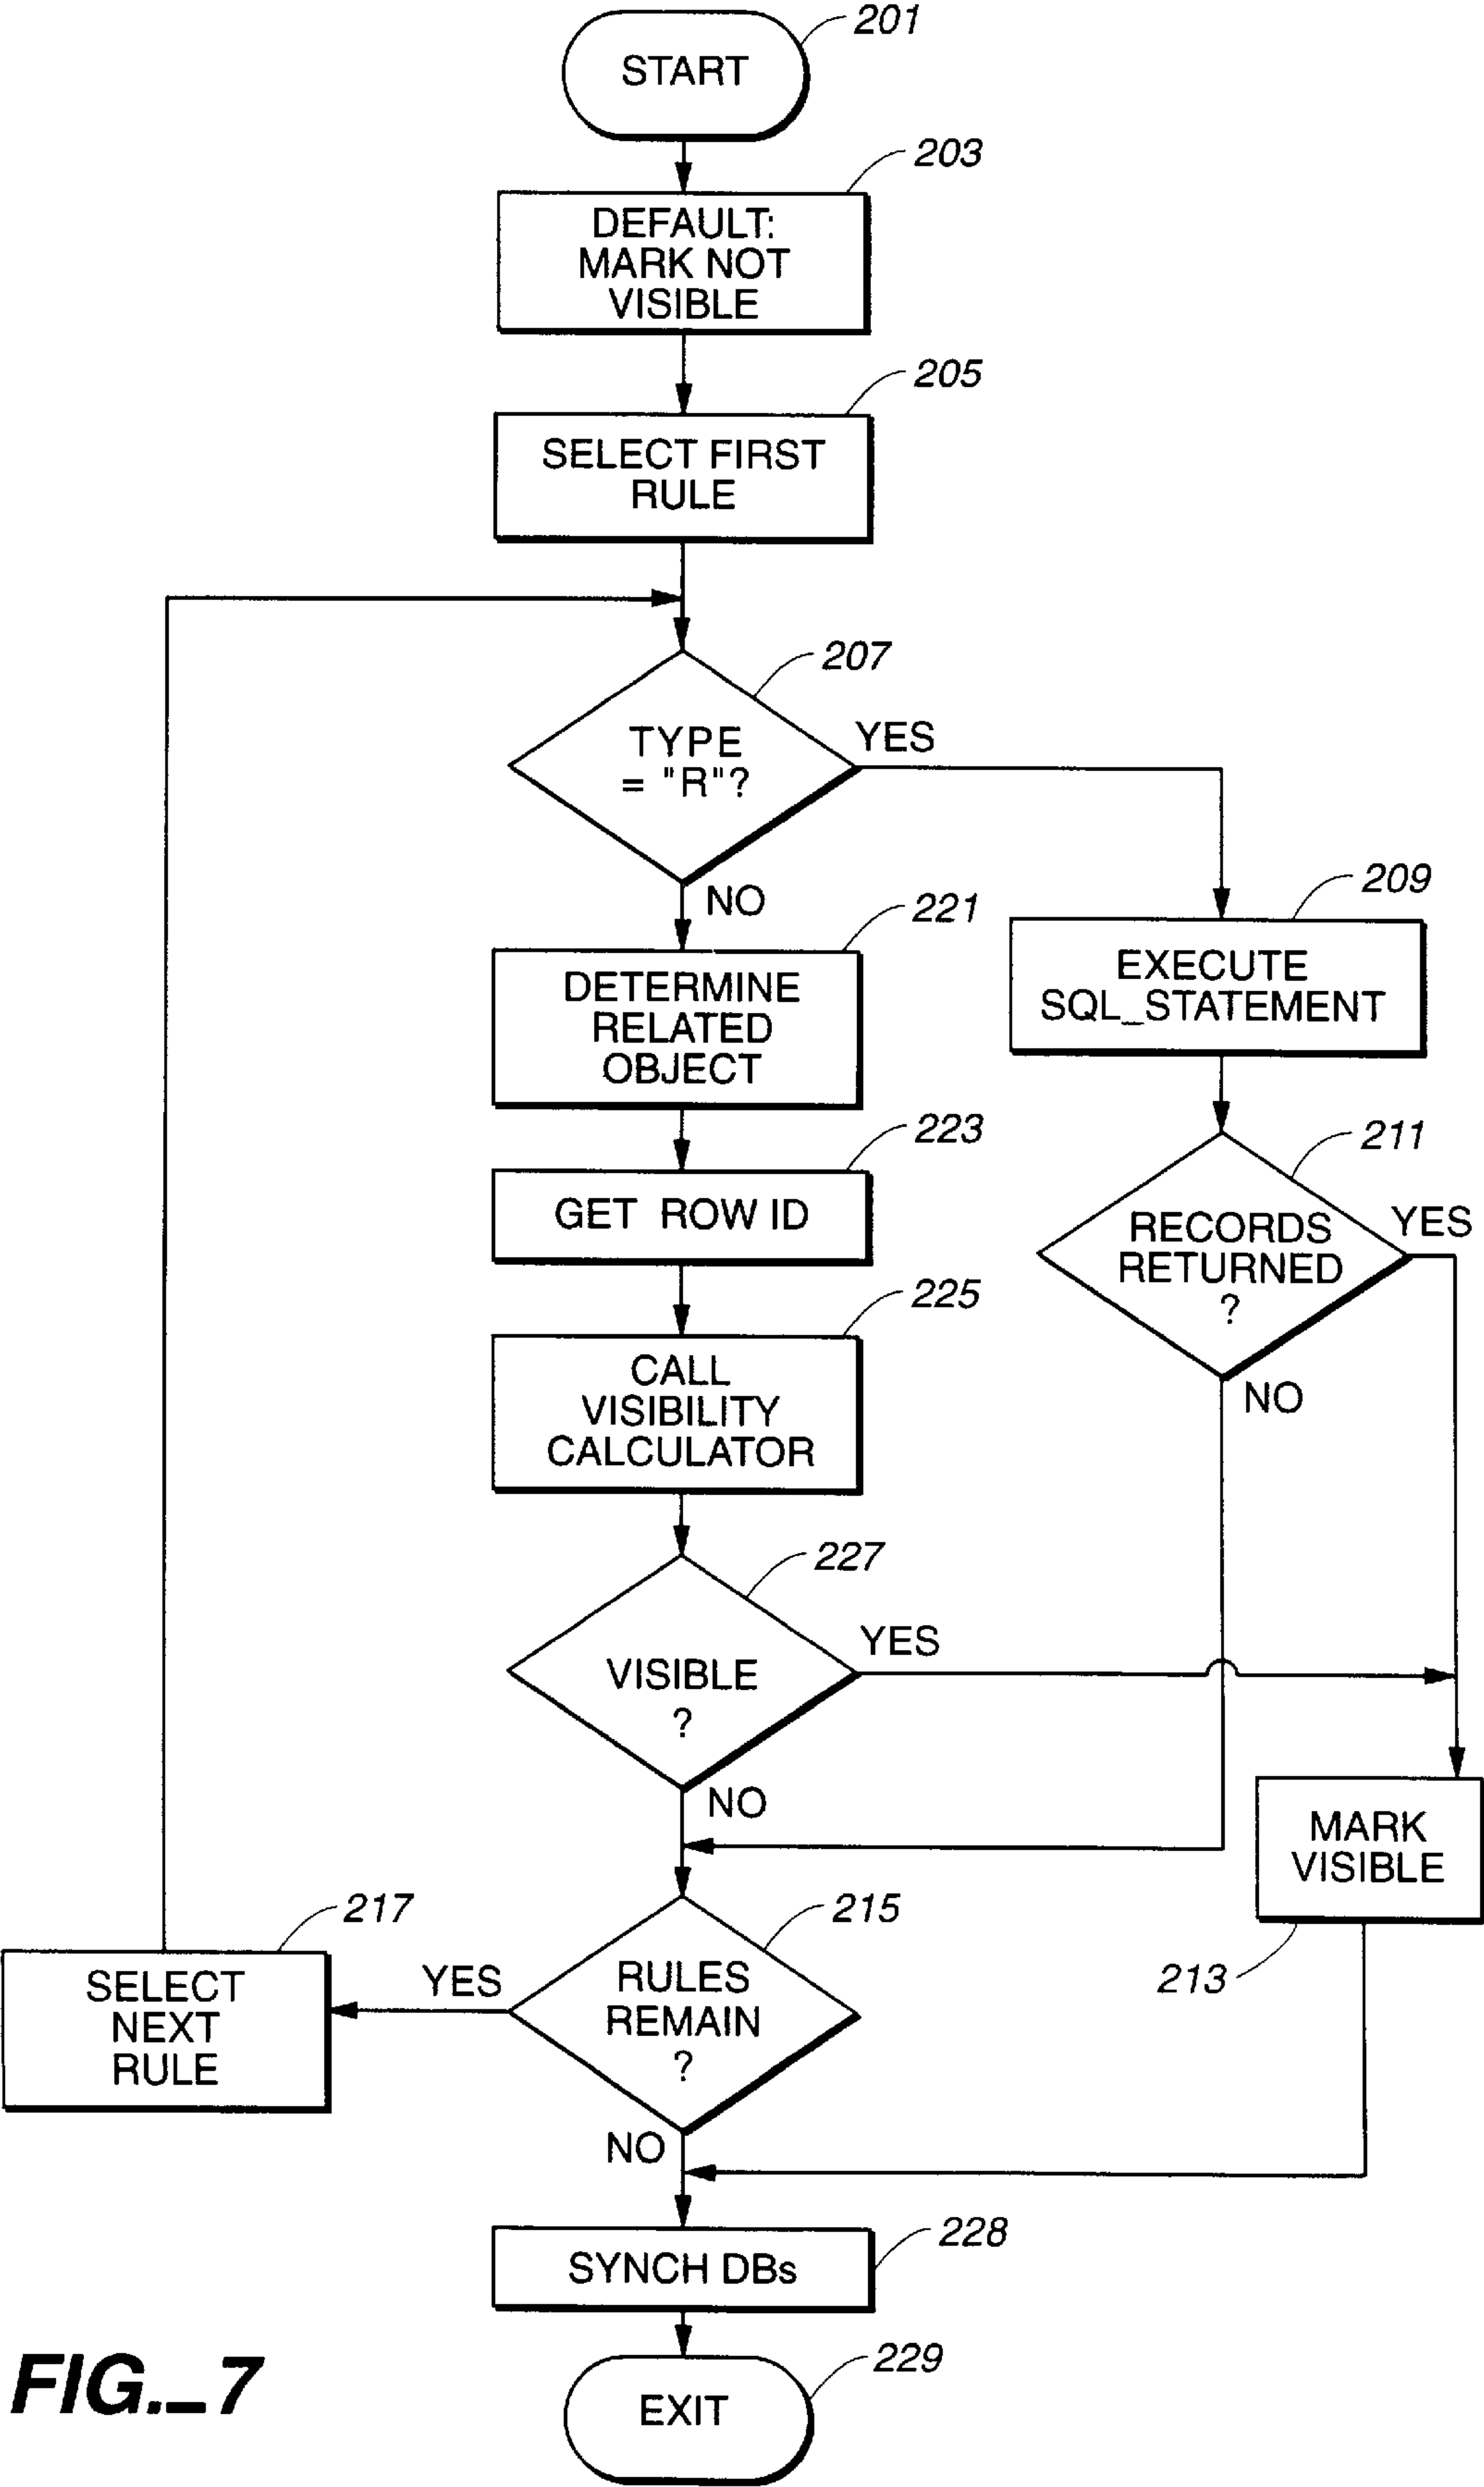 201
START
203
DEFAULT:
MARK NOT
VISIBLE
205
SELECT FIRST
RULE
207
TYPE
= "R"?
YES
NO
221
DETERMINE
RELATED
OBJECT
209
EXECUTE
SQL_STATEMENT
223
GET ROW ID
211
RECORDS
RETURNED
?
YES
NO
225
CALL
VISIBILITY
CALCULATOR
227
VISIBLE
?
YES
NO
MARK
VISIBLE
213
217
SELECT
NEXT
RULE
YES
215
RULES
REMAIN
?
NO
228
SYNCH DBs
229
EXIT
FIG._7